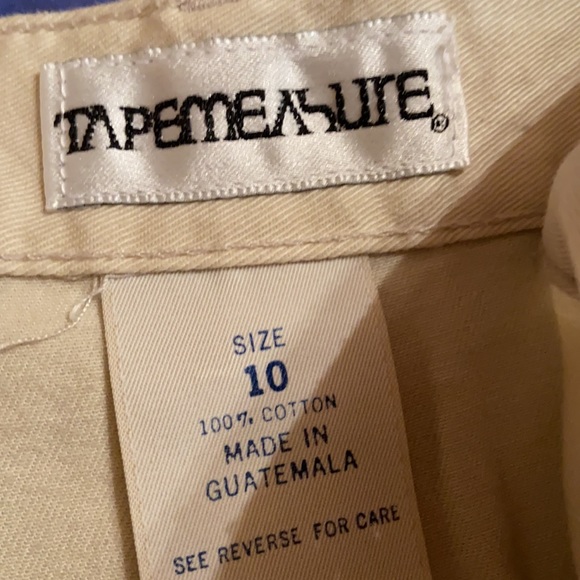 TAPEMEASURE®
SIZE
10
100% COTTON
MADE IN
GUATEMALA
SEE REVERSE FOR CARE